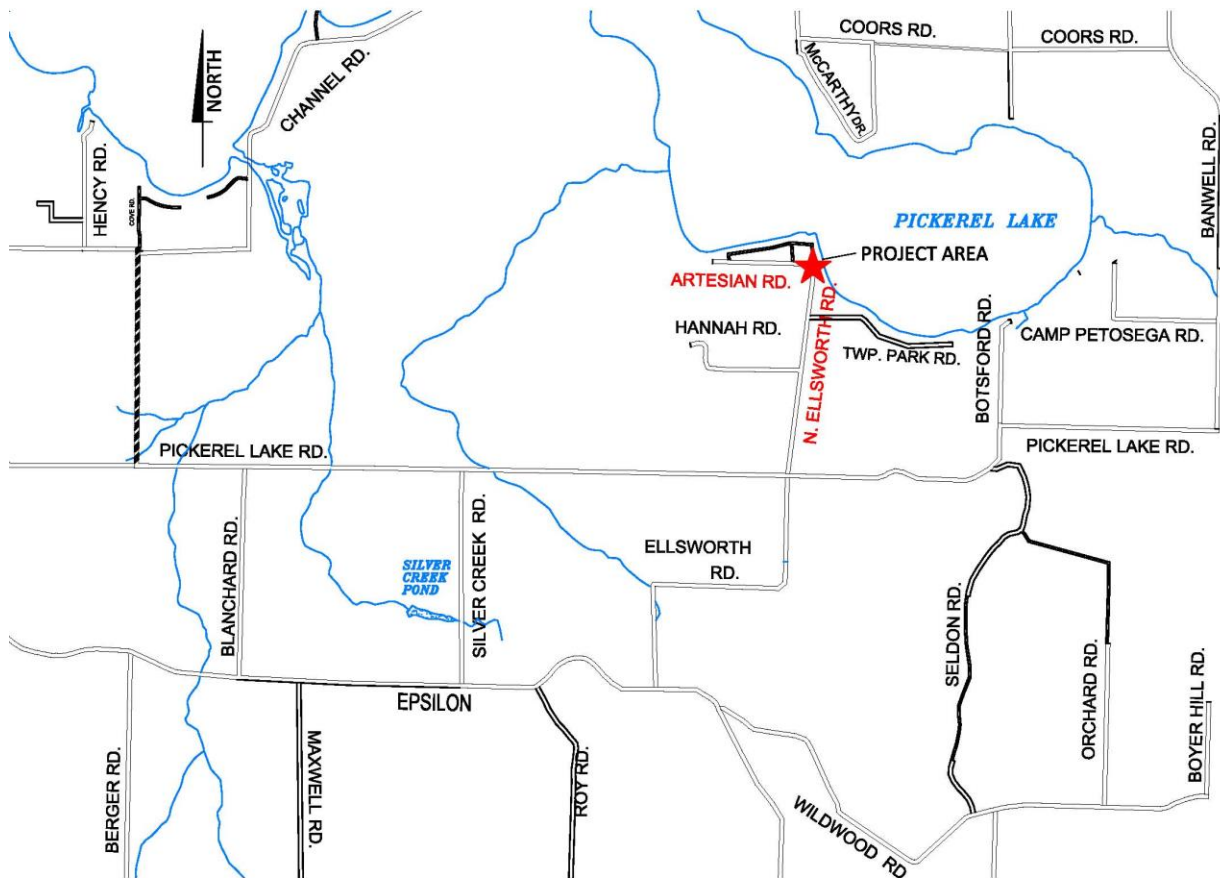 COORS RD.
COORS RD.
McCARTHY DR.
NORTH
CHANNEL RD.
HENCY RD.
COVE RD.
BANWELL RD.
PICKEREL LAKE
PROJECT AREA
ARTESIAN RD.
N. ELLSWORTH RD.
HANNAH RD.
TWP. PARK RD.
BOTSFORD RD.
CAMP PETOSEGA RD.
PICKEREL LAKE RD.
PICKEREL LAKE RD.
BLANCHARD RD.
SILVER
CREEK
POND
SILVER CREEK RD.
ELLSWORTH
RD.
SELDON RD.
ORCHARD RD.
BOYER HILL RD.
EPSILON
BERGER RD.
MAXWELL RD.
ROY RD.
WILDWOOD RD